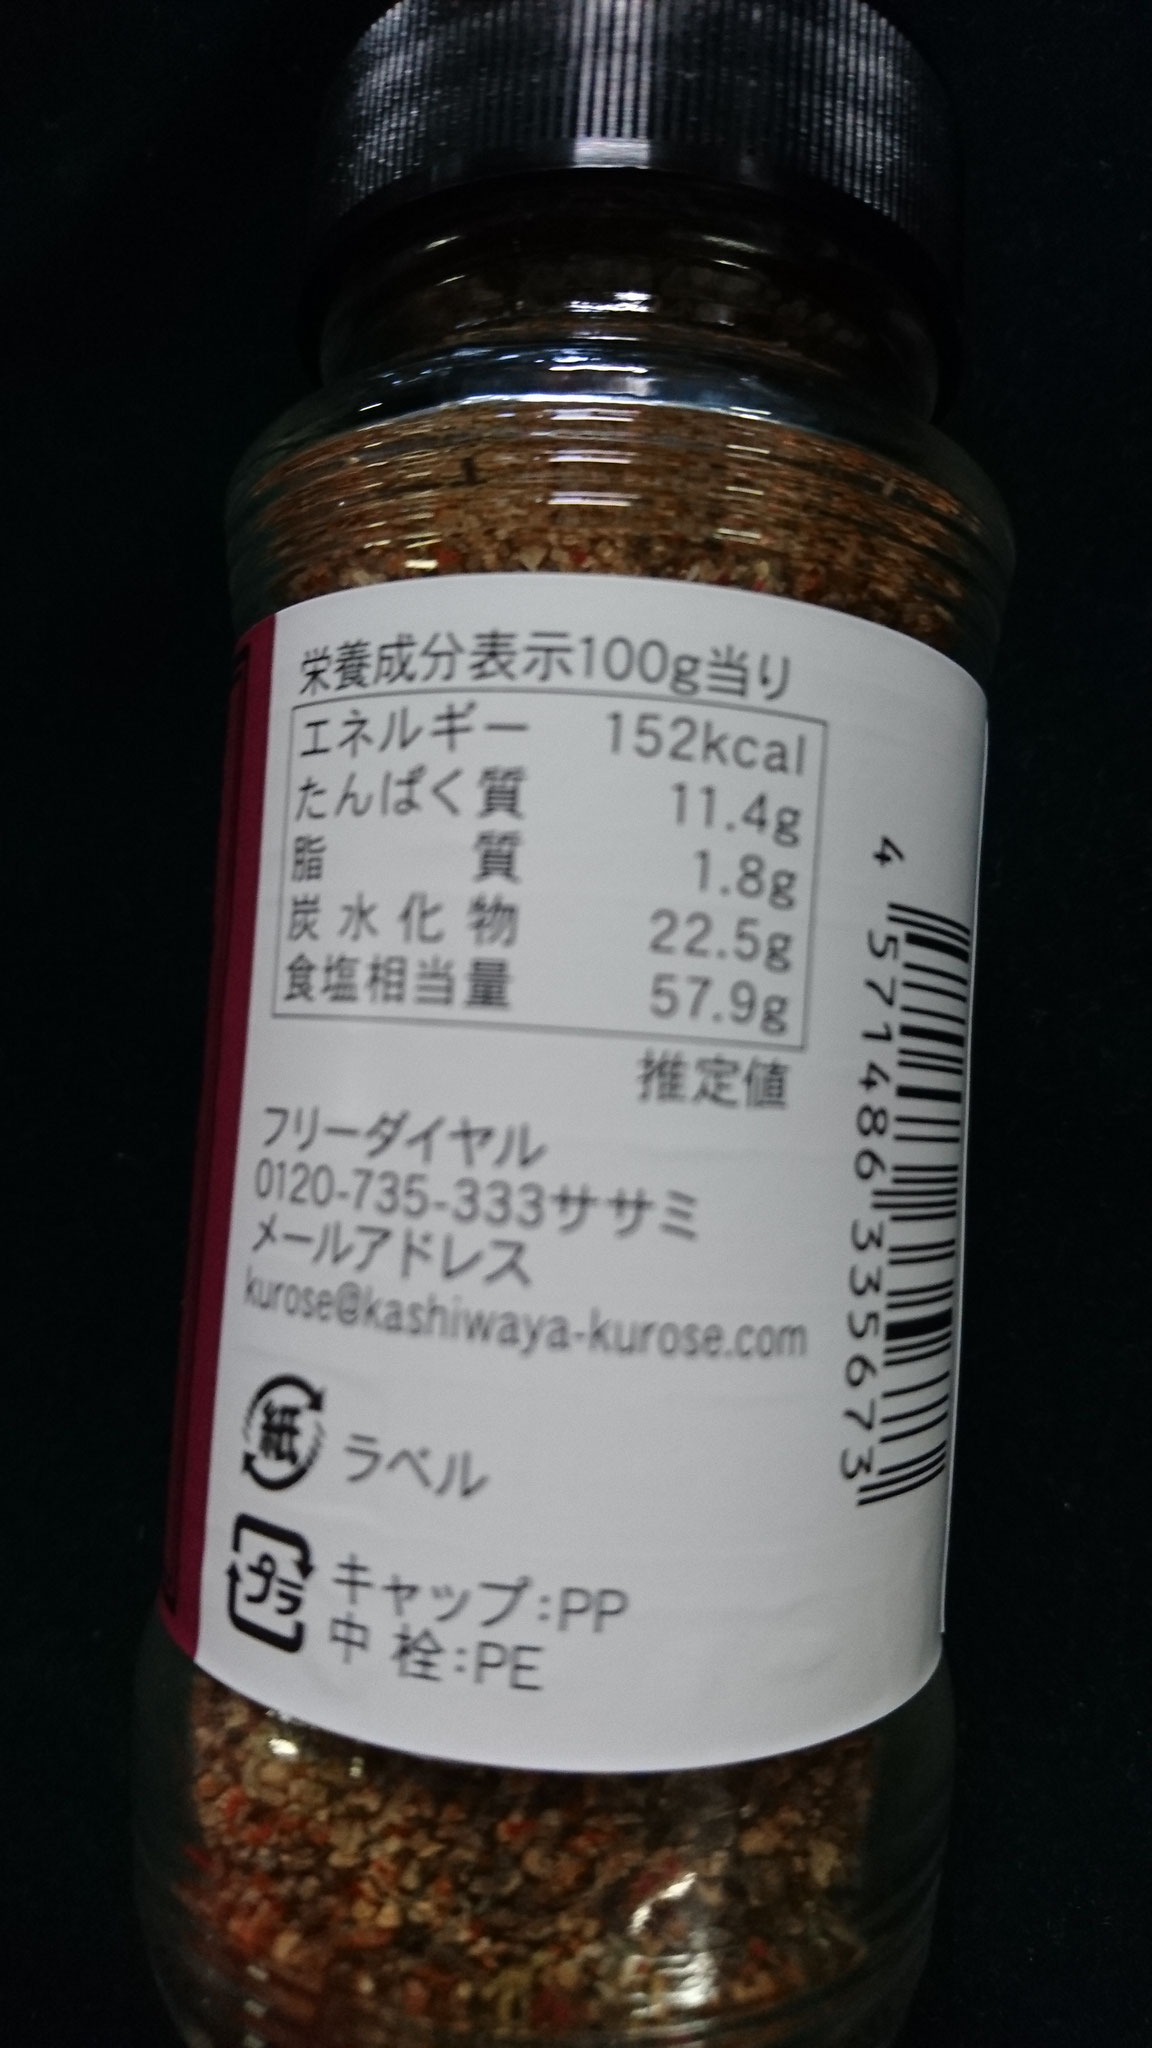 栄養成分表示100g当り
エネルギー 152kcal
たんぱく質 11.4g
脂質 1.8g
炭水化物 22.5g
食塩相当量 57.9g
推定値
フリーダイヤル
0120-735-333ササミ
メールアドレス
kurose@kashiwaya-kurose.com
紙 ラベル
プラ キャップ:PP
中栓:PE
4 571486 335673